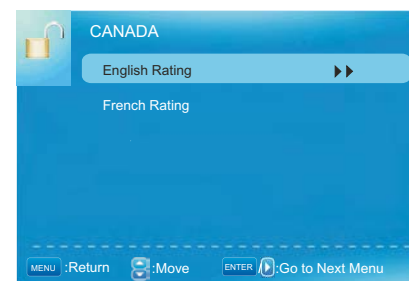 CANADA
English Rating
French Rating
MENU :Return :Move ENTER / :Go to Next Menu